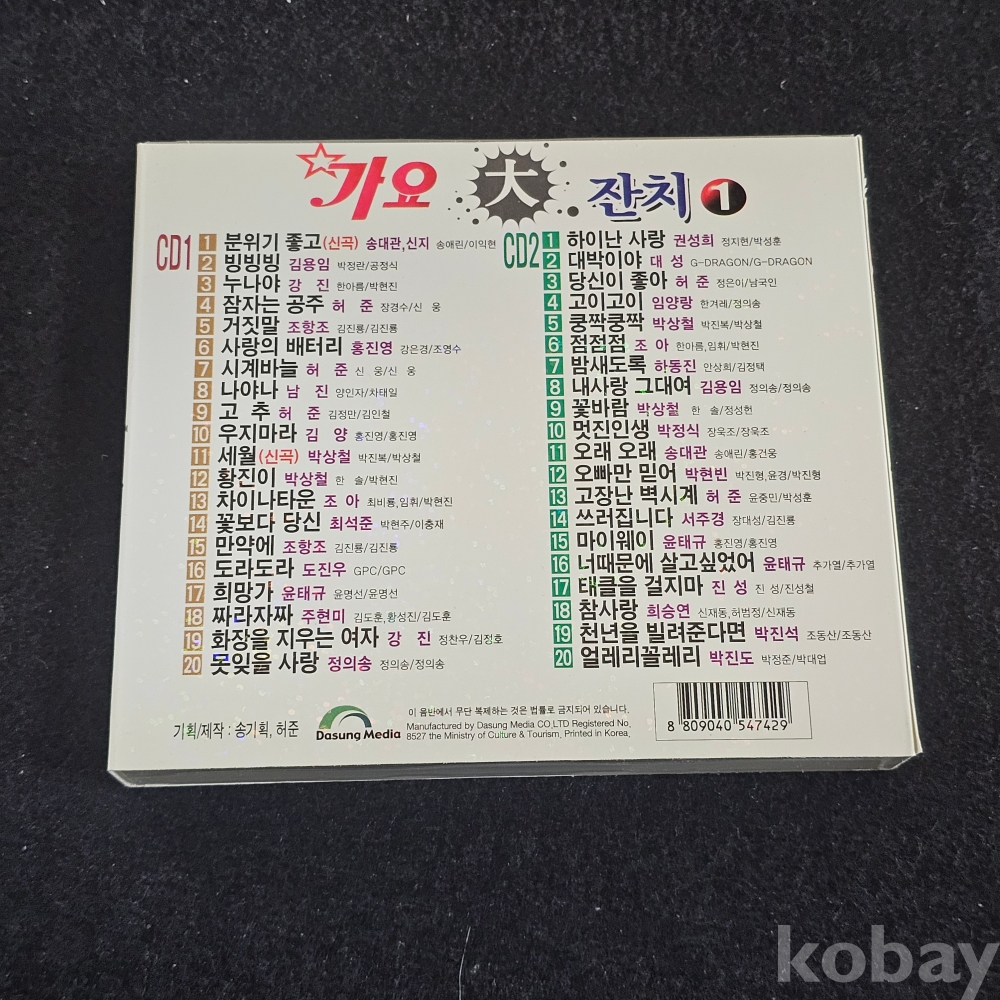 가요 大 잔치 1
CD1
1 분위기 좋고(신곡) 송대관,신지 송애린/이익현
2 빙빙빙 김용임 박정란/공정식
3 누나야 강 진 한아름/박현진
4 잠자는 공주 허 준 장경수/신 웅
5 거짓말 조항조 김진룡/김진룡
6 사랑의 배터리 홍진영 강은경/조영수
7 시계바늘 허 준 신 웅/신 웅
8 나야나 남 진 양인자/차태일
9 고 추 허 준 김정만/김인철
10 우지마라 김 양 홍진영/홍진영
11 세월(신곡) 박상철 박진복/박상철
12 황진이 박상철 한 솔/박현진
13 차이나타운 조 아 최비룡,임휘/박현진
14 꽃보다 당신 최석준 박현주/이충재
15 만약에 조항조 김진룡/김진룡
16 도라도라 도진우 GPC/GPC
17 희망가 윤태규 윤명선/윤명선
18 짜라자짜 주현미 김도훈,황성진/김도훈
19 화장을 지우는 여자 강 진 정찬우/김정호
20 못잊을 사랑 정의송 정의송/정의송
CD2
1 하이난 사랑 권성희 정지현/박성훈
2 대박이야 대 성 G-DRAGON/G-DRAGON
3 당신이 좋아 허 준 정은이/남국인
4 고이고이 임양랑 한겨레/정의송
5 쿵짝쿵짝 박상철 박진복/박상철
6 점점점 조 아 한아름,임휘/박현진
7 밤새도록 하동진 안상희/김정택
8 내사랑 그대여 김용임 정의송/정의송
9 꽃바람 박상철 한 솔/정성헌
10 멋진인생 박정식 장욱조/장욱조
11 오래 오래 송대관 송애린/홍건웅
12 오빠만 믿어 박현빈 박진형,윤경/박진형
13 고장난 벽시계 허 준 윤중민/박성훈
14 쓰러집니다 서주경 장대성/김진룡
15 마이웨이 윤태규 홍진영/홍진영
16 너때문에 살고싶었어 윤태규 추가열/추가열
17 태클을 걸지마 진 성 진 성/진성철
18 참사랑 희승연 신재동,허범정/신재동
19 천년을 빌려준다면 박진석 조동산/조동산
20 얼레리꼴레리 박진도 박정준/박대업
기획/제작 : 송기획, 허준
Dasung Media
이 음반에서 무단 복제하는 것은 법률로 금지되어 있습니다.
Manufactured by Dasung Media CO.LTD Registered No.
8527 the Ministry of Culture & Tourism, Printed in Korea.
8 809040 547429
kobay